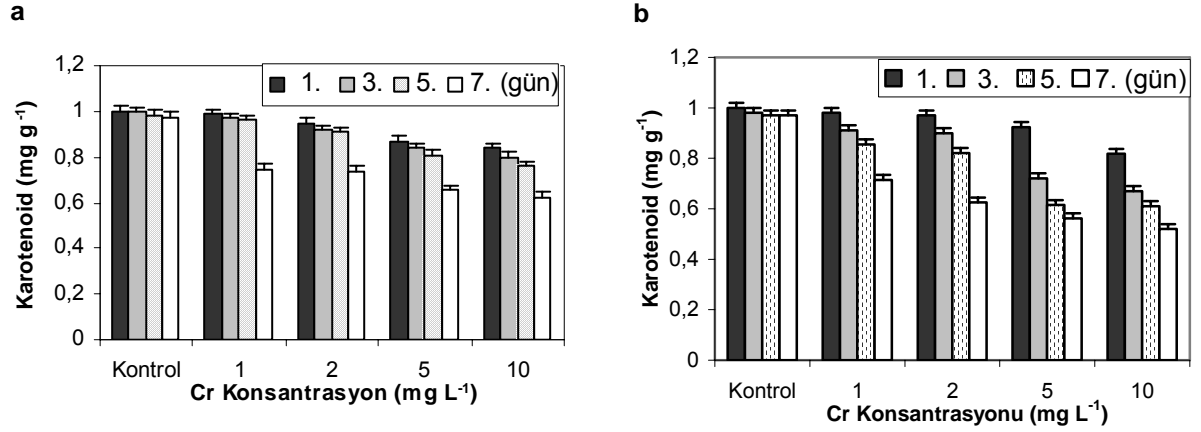 a
1,2
1
0,8
0,6
0,4
0,2
0
Karotenoid (mg g⁻¹)
1. 3. 5. 7. (gün)
Kontrol 1 2 5 10
Cr Konsantrasyon (mg L⁻¹)
b
1,2
1
0,8
0,6
0,4
0,2
0
Karotenoid (mg g⁻¹)
1. 3. 5. 7. (gün)
Kontrol 1 2 5 10
Cr Konsantrasyonu (mg L⁻¹)